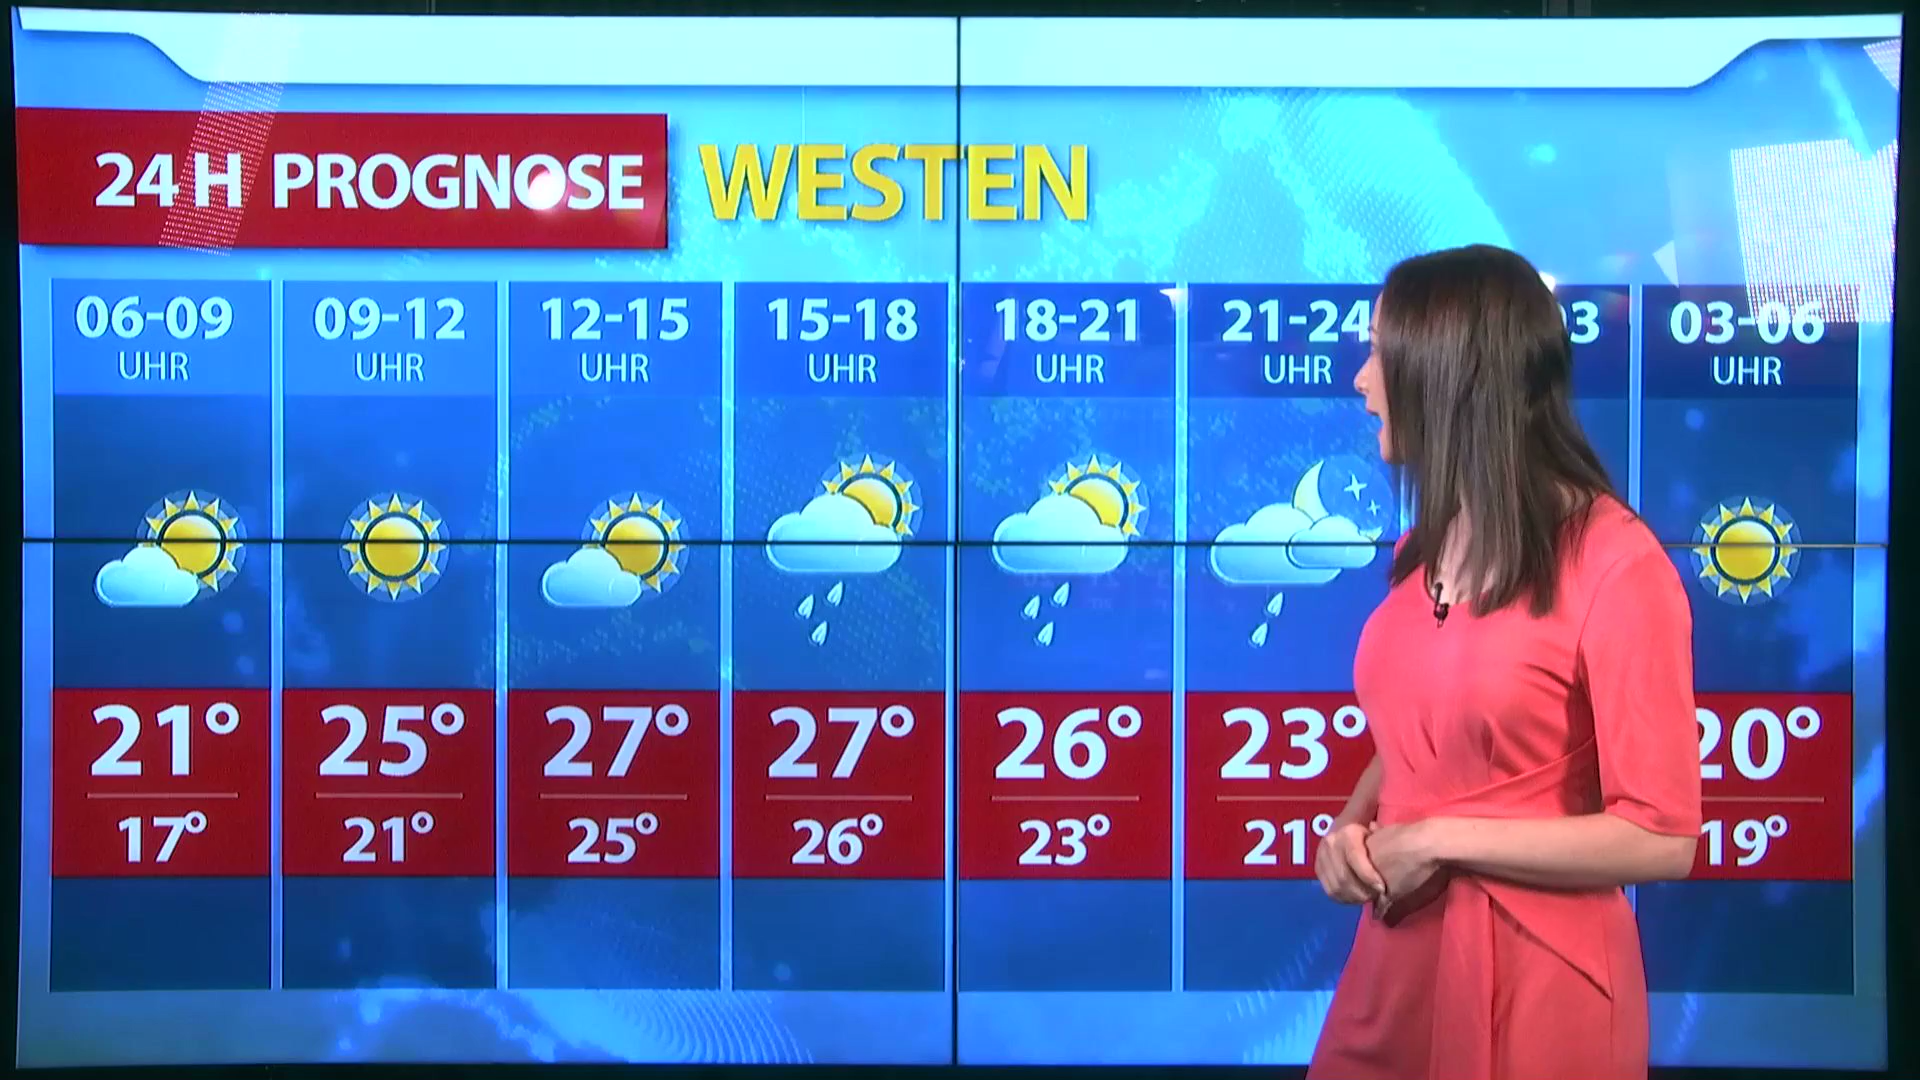 24 H PROGNOSE WESTEN
06-09 09-12 12-15 15-18 18-21 21-24 03-06
UHR UHR UHR UHR UHR UHR UHR
21° 25° 27° 27° 26° 23° 20°
17° 21° 25° 26° 23° 21° 19°